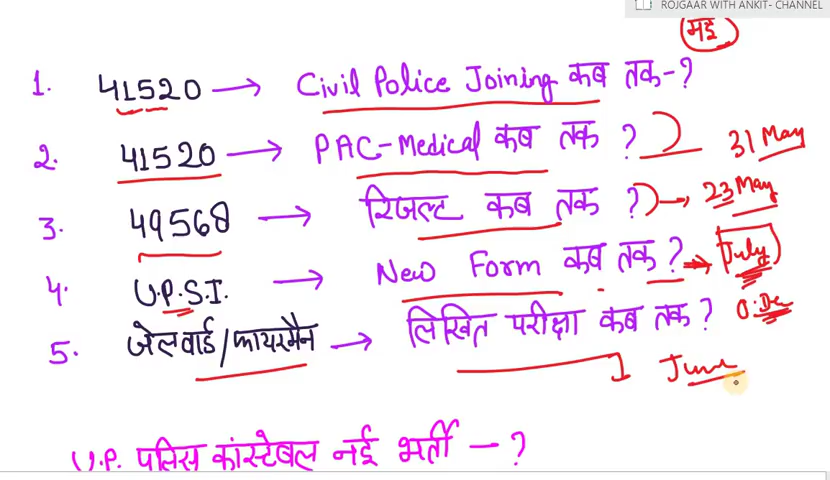 ROJGAAR WITH ANKIT- CHANNEL
मई
1. 41520 → Civil Police Joining कब तक-?
2. 41520 → PAC-Medical कब तक ? 31 May
3. 49568 → रिजल्ट कब तक ? → 23 May
4. U.P.S.I. → New Form कब तक ? → July
5. जेलवार्ड/फायरमैन → लिखित परीक्षा कब तक?
June
U.P. पुलिस कांस्टेबल नई भर्ती -?